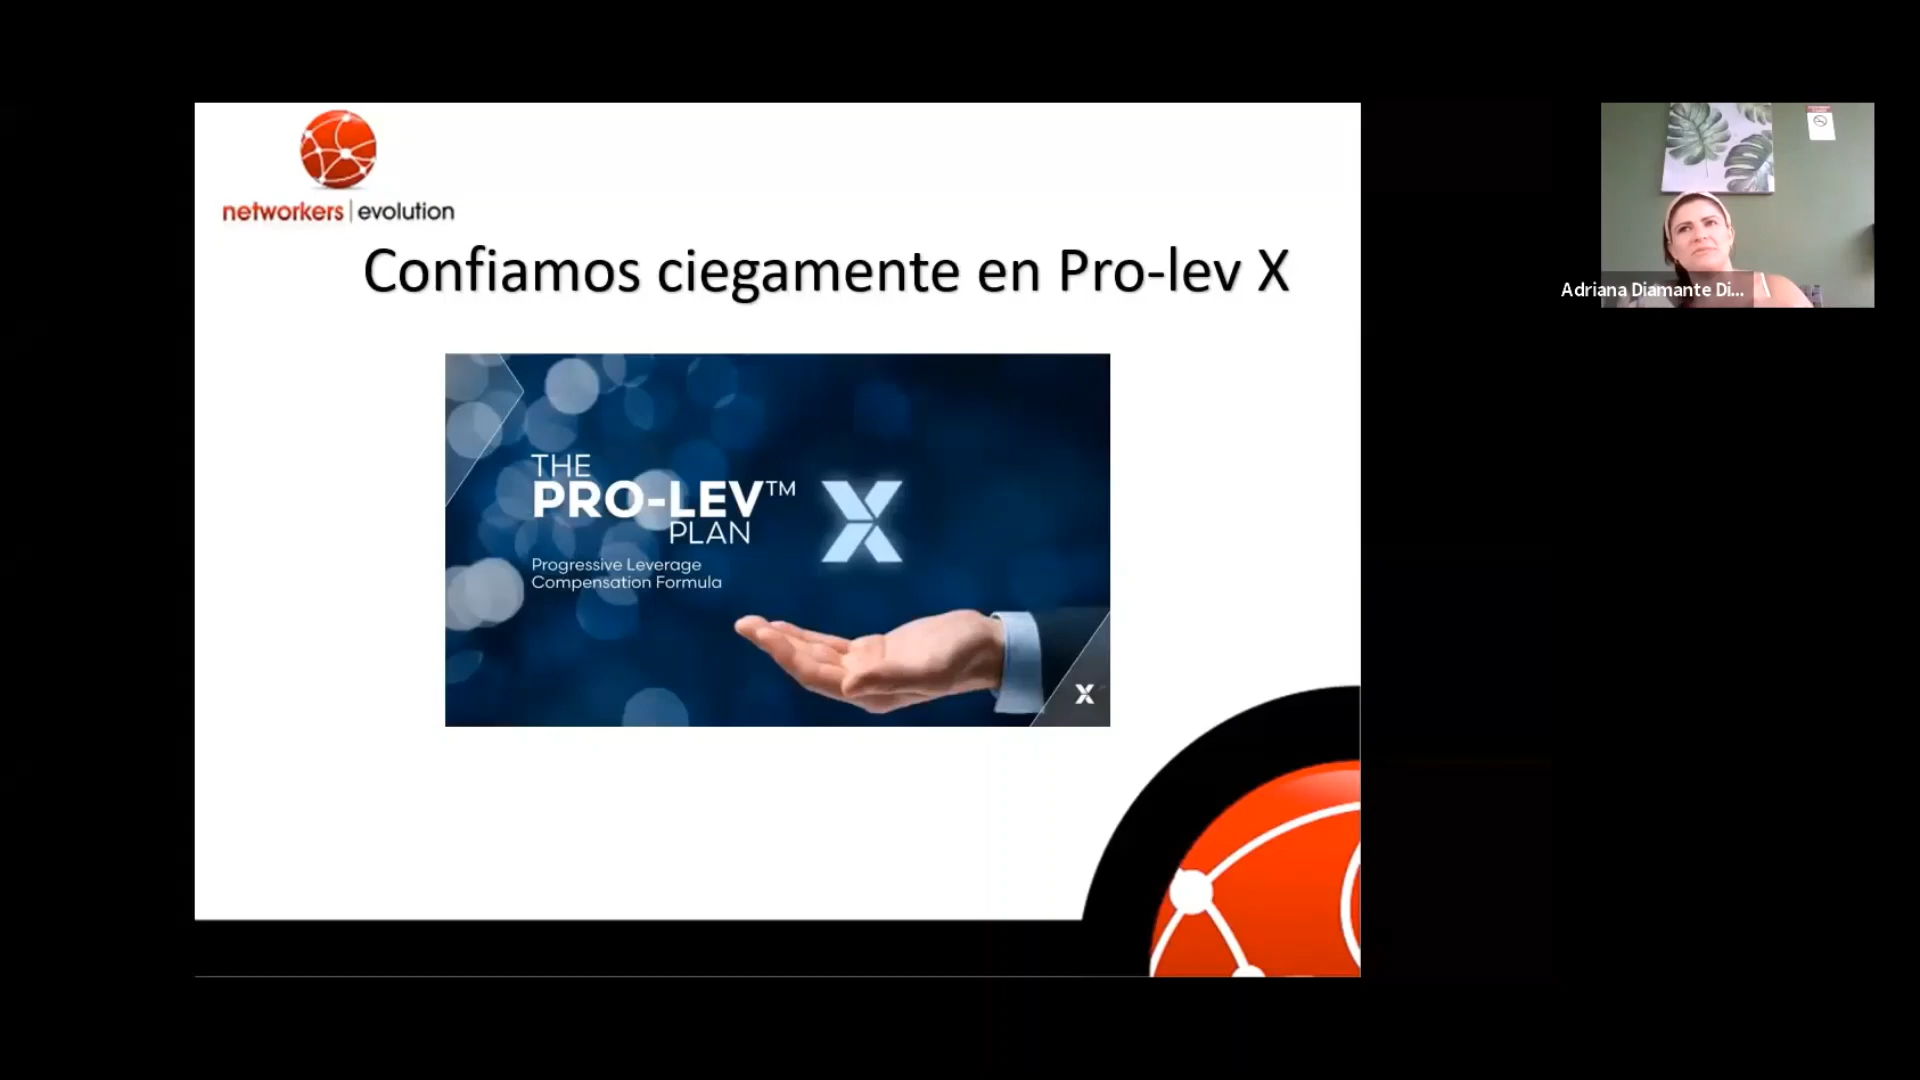 networkers | evolution
Confiamos ciegamente en Pro-lev X
THE
PRO-LEV™
PLAN
X
Progressive Leverage
Compensation Formula
X
Adriana Diamante Di...